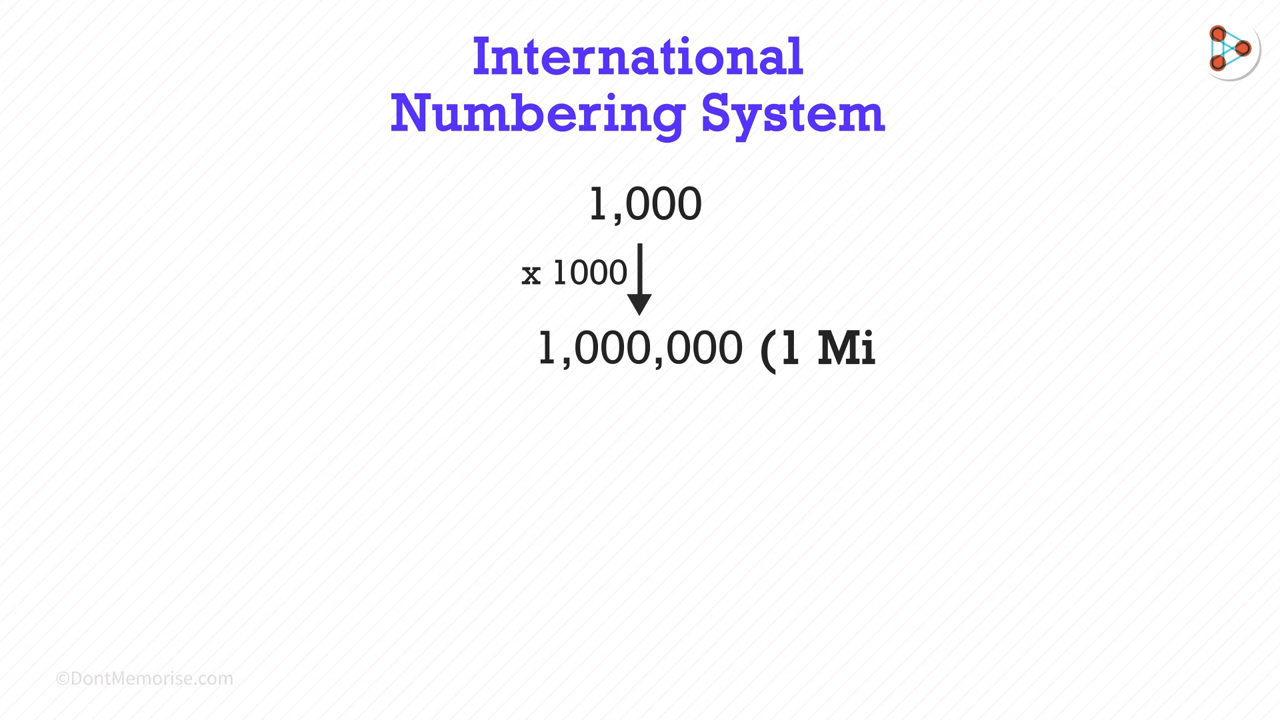 International
Numbering System
1,000
x 1000
1,000,000 (1 Mi
©DontMemorise.com